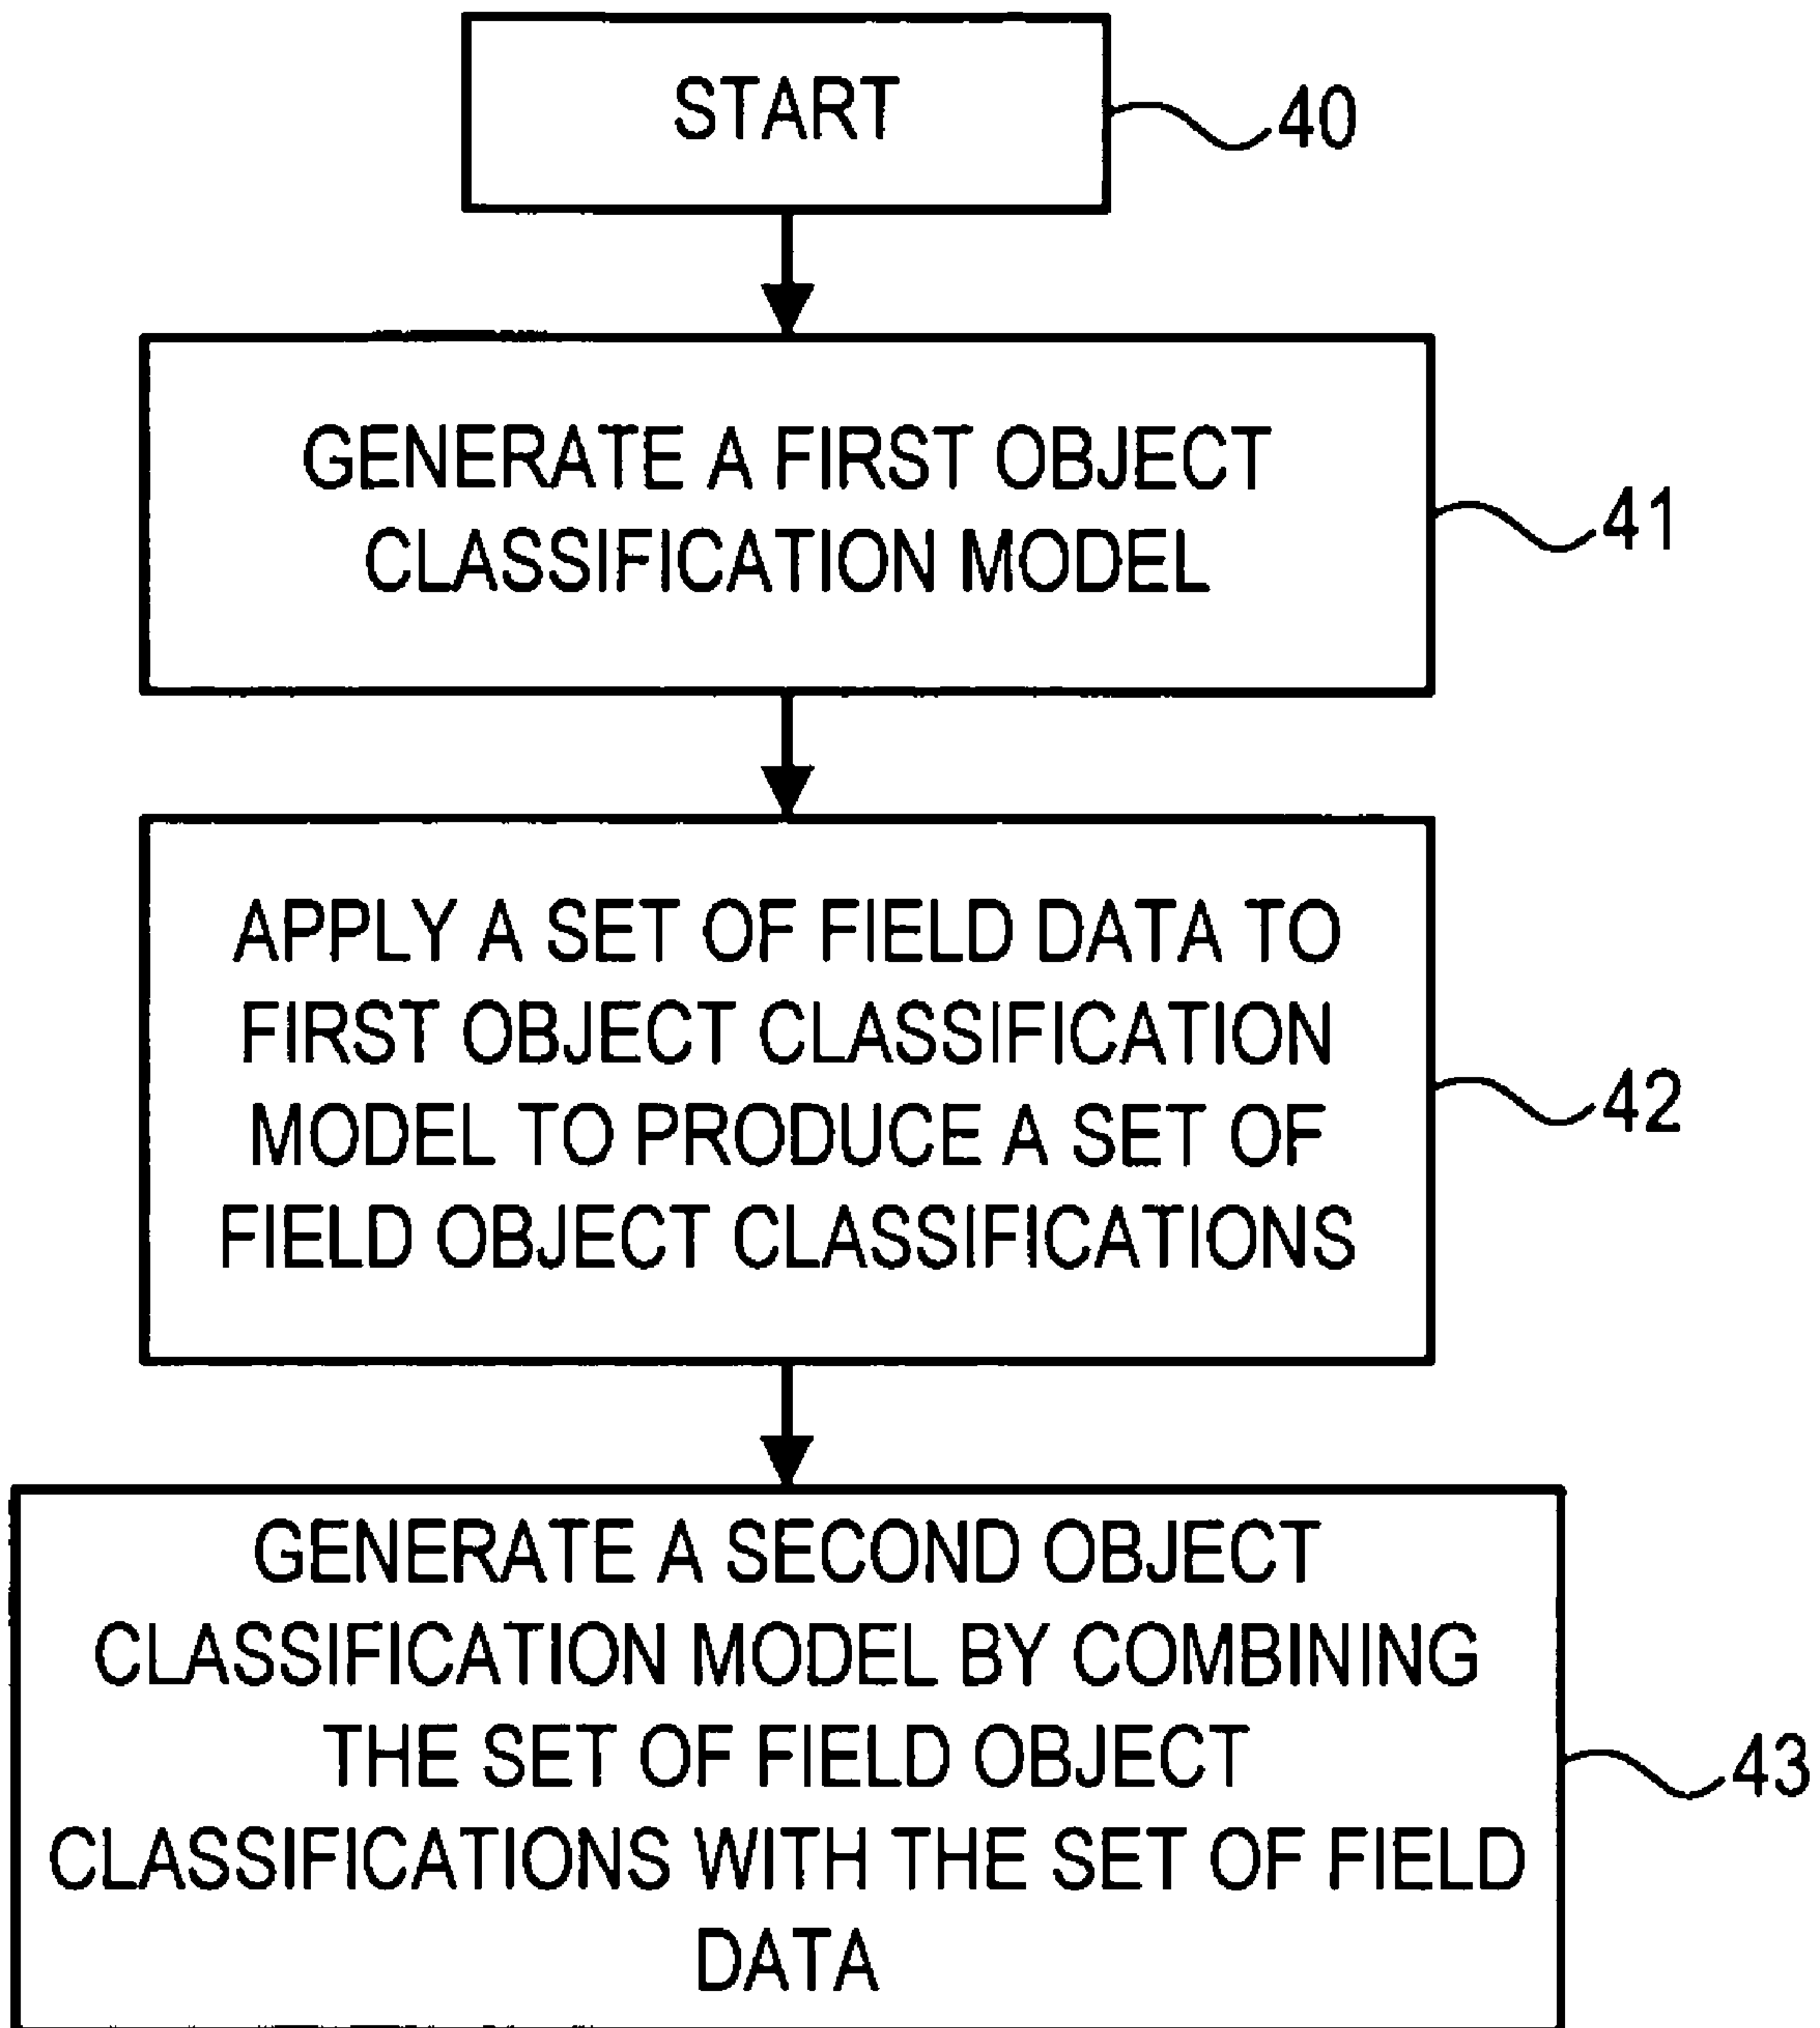 START
40
GENERATE A FIRST OBJECT
CLASSIFICATION MODEL
41
APPLY A SET OF FIELD DATA TO
FIRST OBJECT CLASSIFICATION
MODEL TO PRODUCE A SET OF
FIELD OBJECT CLASSIFICATIONS
42
GENERATE A SECOND OBJECT
CLASSIFICATION MODEL BY COMBINING
THE SET OF FIELD OBJECT
CLASSIFICATIONS WITH THE SET OF FIELD
DATA
43